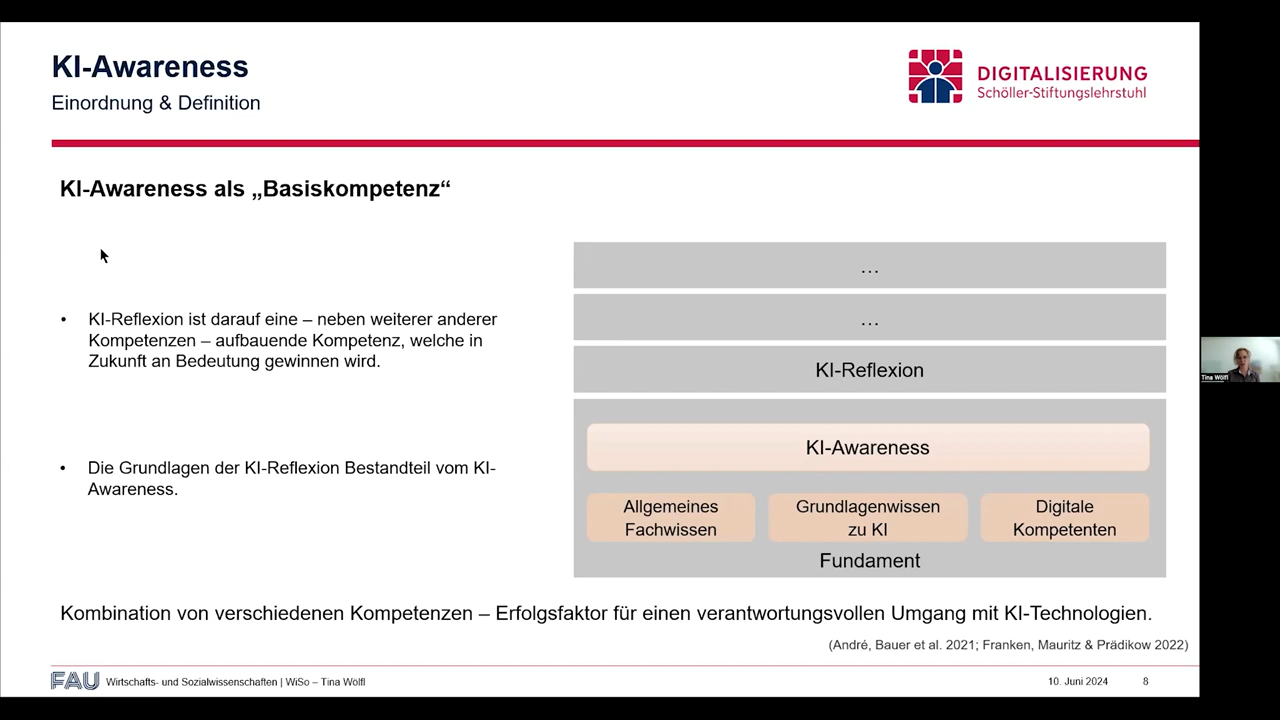 KI-Awareness
Einordnung & Definition
DIGITALISIERUNG
Schöller-Stiftungslehrstuhl
KI-Awareness als „Basiskompetenz“
• KI-Reflexion ist darauf eine – neben weiterer anderer
Kompetenzen – aufbauende Kompetenz, welche in
Zukunft an Bedeutung gewinnen wird.
• Die Grundlagen der KI-Reflexion Bestandteil vom KI-
Awareness.
…
…
KI-Reflexion
KI-Awareness
Allgemeines
Fachwissen
Grundlagenwissen
zu KI
Digitale
Kompetenten
Fundament
Kombination von verschiedenen Kompetenzen – Erfolgsfaktor für einen verantwortungsvollen Umgang mit KI-Technologien.
(André, Bauer et al. 2021; Franken, Mauritz & Prädikow 2022)
FAU Wirtschafts- und Sozialwissenschaften | WiSo – Tina Wölfl
10. Juni 2024 8
Tina Wölfl